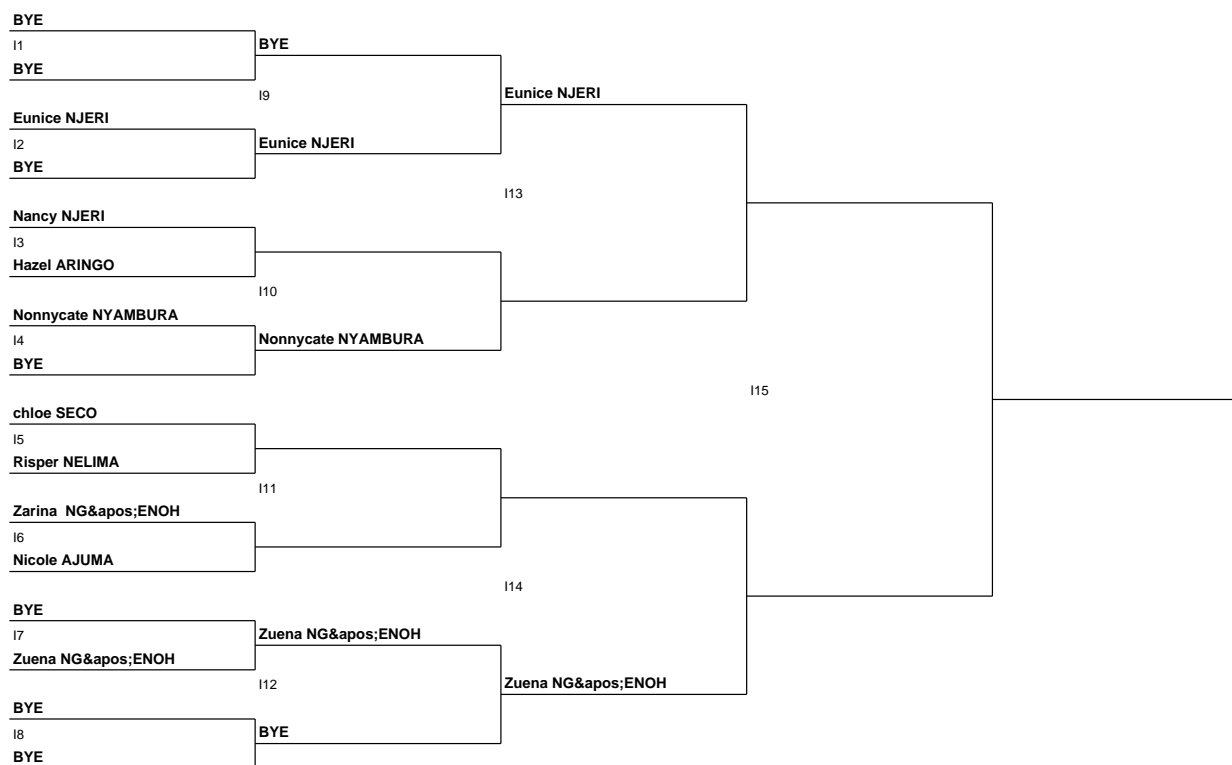 BYE
I1
BYE
BYE
I9
Eunice NJERI
Eunice NJERI
I2
Eunice NJERI
BYE
I13
Nancy NJERI
I3
Hazel ARINGO
I10
Nonnycate NYAMBURA
I4
Nonnycate NYAMBURA
BYE
I15
chloe SECO
I5
Risper NELIMA
I11
Zarina  NG&apos;ENOH
I6
Nicole AJUMA
I14
BYE
I7
Zuena NG&apos;ENOH
Zuena NG&apos;ENOH
I12
Zuena NG&apos;ENOH
BYE
I8
BYE
BYE